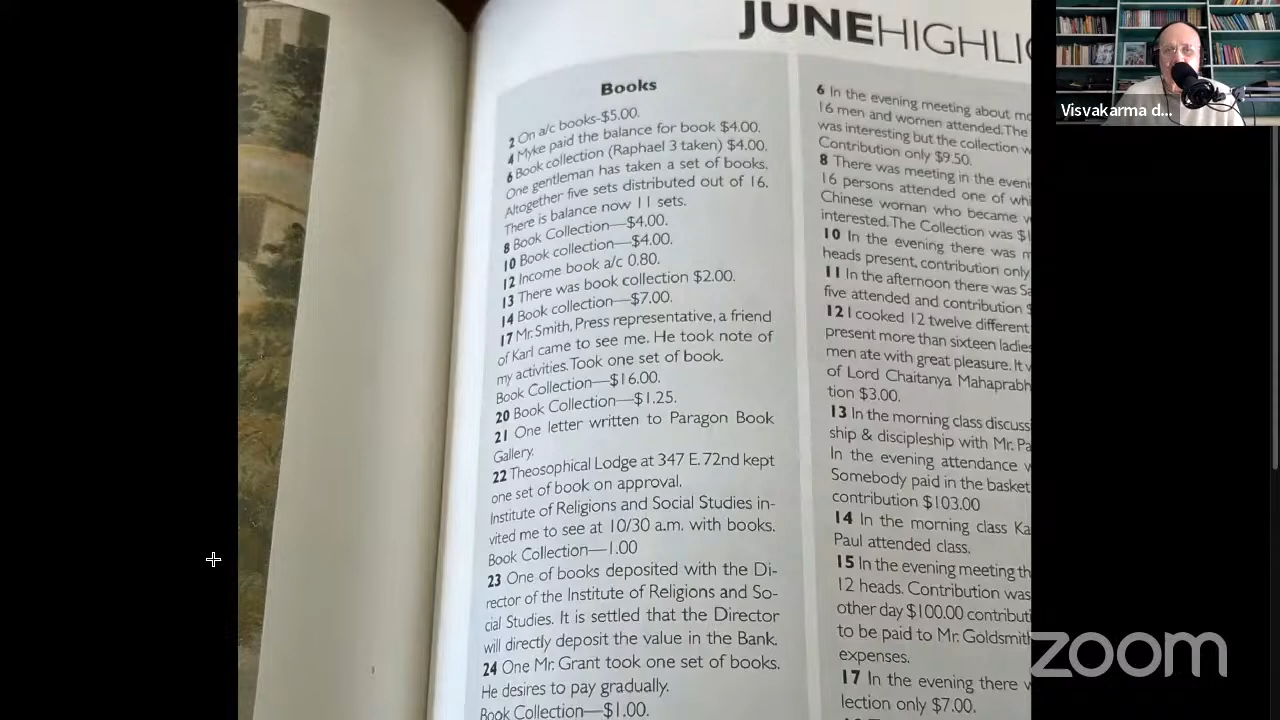 JUNEHIGHLI
Books
2 On a/c books-$5.00.
4 Myke paid the balance for book $4.00.
6 Book collection (Raphael 3 taken) $4.00.
One gentleman has taken a set of books.
Altogether five sets distributed out of 16.
There is balance now 11 sets.
8 Book Collection—$4.00.
10 Book collection—$4.00.
12 Income book a/c 0.80.
13 There was book collection $2.00.
14 Book collection—$7.00.
17 Mr. Smith, Press representative, a friend
of Karl came to see me. He took note of
my activities. Took one set of book.
Book Collection—$16.00.
20 Book Collection—$1.25.
21 One letter written to Paragon Book
Gallery.
22 Theosophical Lodge at 347 E. 72nd kept
one set of book on approval.
Institute of Religions and Social Studies in-
vited me to see at 10/30 a.m. with books.
Book Collection—1.00
23 One of books deposited with the Di-
rector of the Institute of Religions and So-
cial Studies. It is settled that the Director
will directly deposit the value in the Bank.
24 One Mr. Grant took one set of books.
He desires to pay gradually.
Book Collection—$1.00.
6 In the evening meeting about mo
16 men and women attended. The
was interesting but the collection w
Contribution only $9.50.
8 There was meeting in the eveni
16 persons attended one of whi
Chinese woman who became v
interested. The Collection was $1
10 In the evening there was m
heads present, contribution only
11 In the afternoon there was Sa
five attended and contribution $
12 I cooked 12 twelve different
present more than sixteen ladies
men ate with great pleasure. It w
of Lord Chaitanya Mahaprabh
tion $3.00.
13 In the morning class discuss
ship & discipleship with Mr. Pa
In the evening attendance w
Somebody paid in the basket
contribution $103.00
14 In the morning class Ka
Paul attended class.
15 In the evening meeting th
12 heads. Contribution was
other day $100.00 contribut
to be paid to Mr. Goldsmith
expenses.
17 In the evening there w
lection only $7.00.
Visvakarma d...
zoom